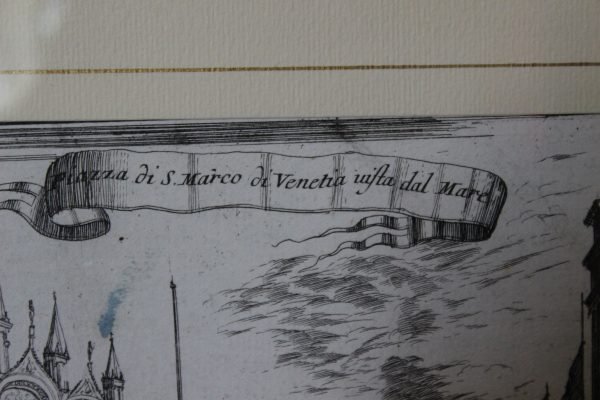 Piazza di S. Marco di Venetia uiſta dal Mare